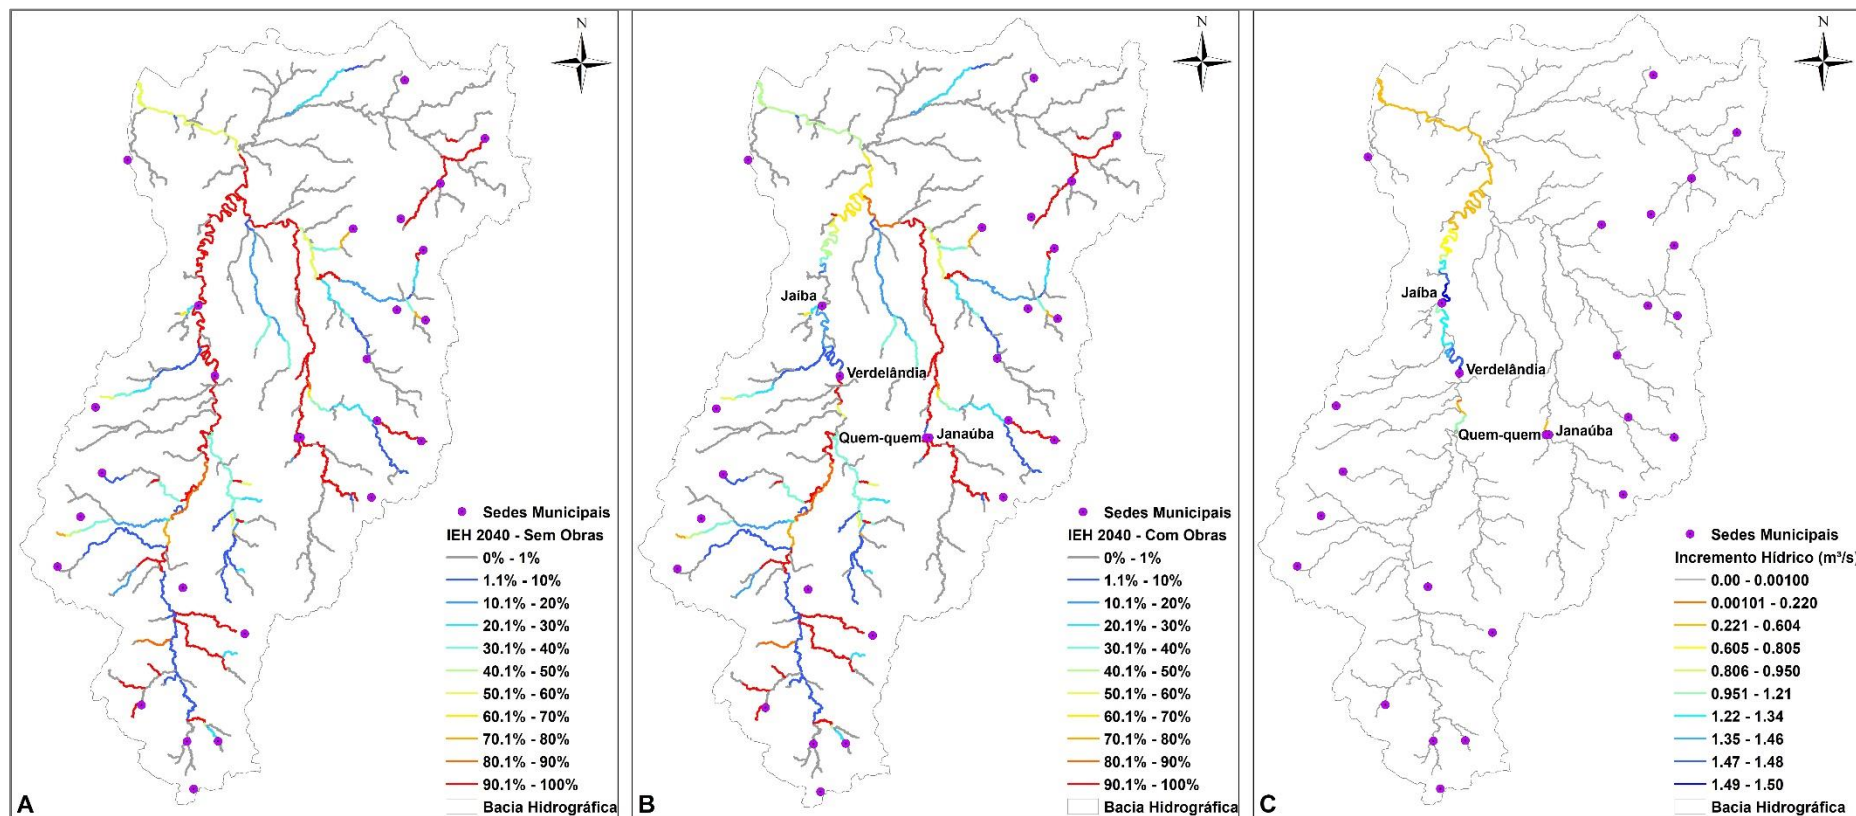 N
Sedes Municipais
IEH 2040 - Sem Obras
0% - 1%
1.1% - 10%
10.1% - 20%
20.1% - 30%
30.1% - 40%
40.1% - 50%
50.1% - 60%
60.1% - 70%
70.1% - 80%
80.1% - 90%
90.1% - 100%
Bacia Hidrográfica
A
N
Jaíba
Verdelândia
Quem-quem
Janaúba
Sedes Municipais
IEH 2040 - Com Obras
0% - 1%
1.1% - 10%
10.1% - 20%
20.1% - 30%
30.1% - 40%
40.1% - 50%
50.1% - 60%
60.1% - 70%
70.1% - 80%
80.1% - 90%
90.1% - 100%
Bacia Hidrográfica
B
N
Jaíba
Verdelândia
Quem-quem
Janaúba
Sedes Municipais
Incremento Hídrico (m³/s)
0.00 - 0.00100
0.00101 - 0.220
0.221 - 0.604
0.605 - 0.805
0.806 - 0.950
0.951 - 1.21
1.22 - 1.34
1.35 - 1.46
1.47 - 1.48
1.49 - 1.50
Bacia Hidrográfica
C